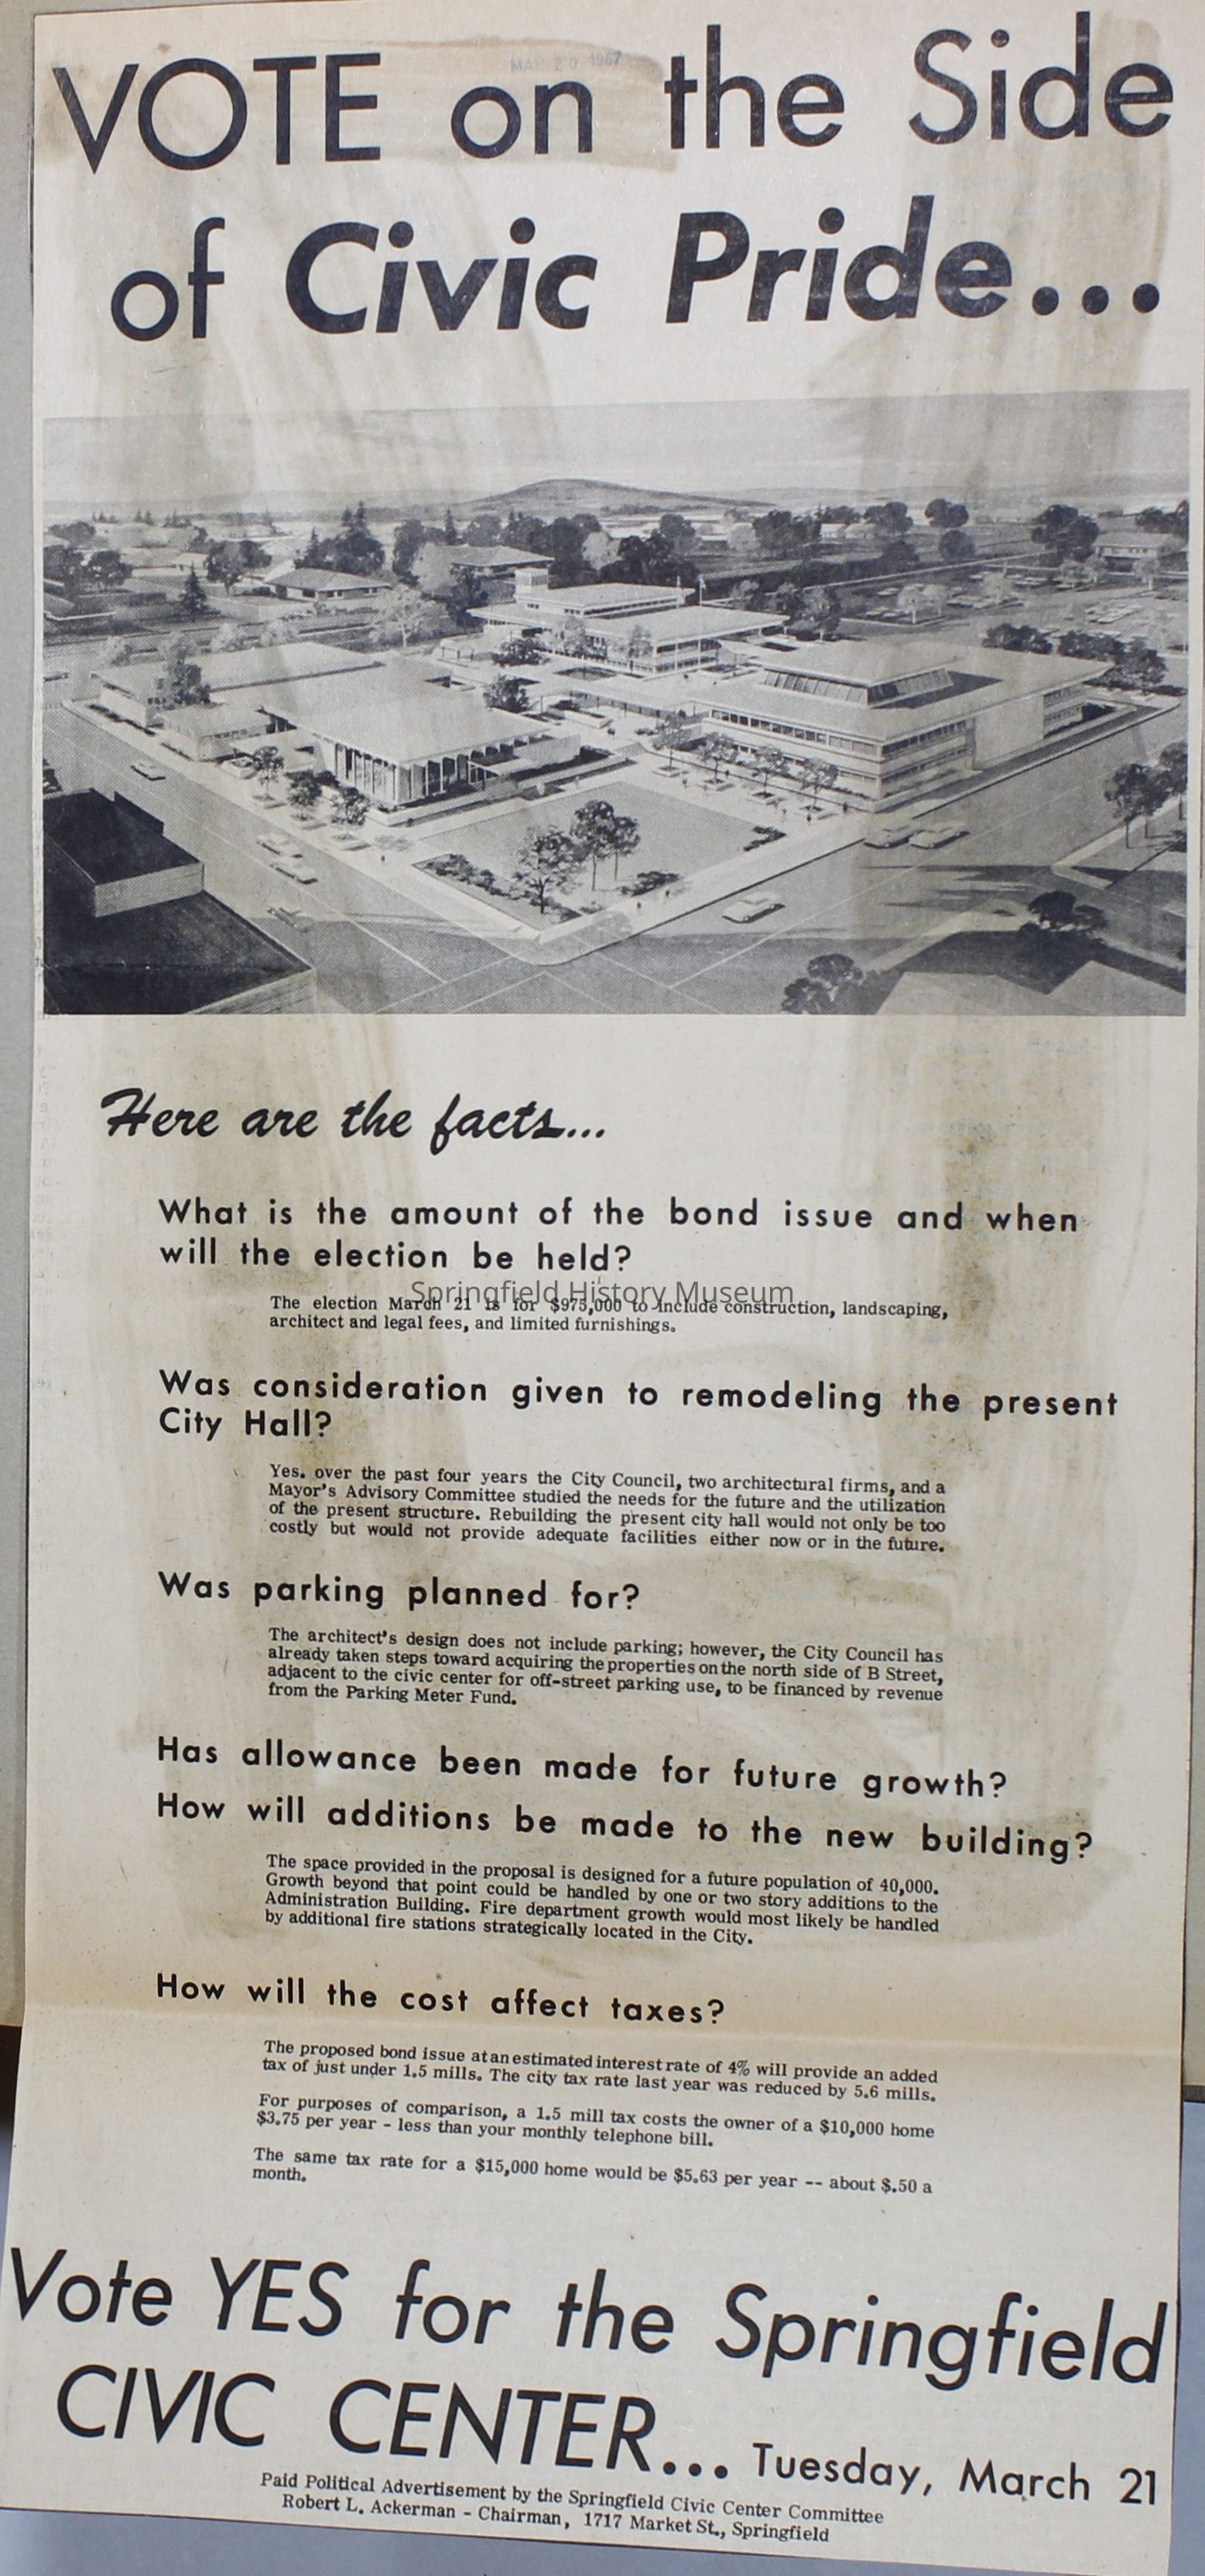 MAR 20 1967
VOTE on the Side
of Civic Pride...
Here are the facts...
What is the amount of the bond issue and when
will the election be held?
Springfield History Museum
The election March 21 is for $975,000 to include construction, landscaping,
architect and legal fees, and limited furnishings.
Was consideration given to remodeling the present
City Hall?
Yes. over the past four years the City Council, two architectural firms, and a
Mayor's Advisory Committee studied the needs for the future and the utilization
of the present structure. Rebuilding the present city hall would not only be too
costly but would not provide adequate facilities either now or in the future.
Was parking planned for?
The architect's design does not include parking; however, the City Council has
already taken steps toward acquiring the properties on the north side of B Street,
adjacent to the civic center for off-street parking use, to be financed by revenue
from the Parking Meter Fund.
Has allowance been made for future growth?
How will additions be made to the new building?
The space provided in the proposal is designed for a future population of 40,000.
Growth beyond that point could be handled by one or two story additions to the
Administration Building. Fire department growth would most likely be handled
by additional fire stations strategically located in the City.
How will the cost affect taxes?
The proposed bond issue at an estimated interest rate of 4% will provide an added
tax of just under 1.5 mills. The city tax rate last year was reduced by 5.6 mills.
For purposes of comparison, a 1.5 mill tax costs the owner of a $10,000 home
$3.75 per year - less than your monthly telephone bill.
The same tax rate for a $15,000 home would be $5.63 per year -- about $.50 a
month.
Vote YES for the Springfield
CIVIC CENTER... Tuesday, March 21
Paid Political Advertisement by the Springfield Civic Center Committee
Robert L. Ackerman - Chairman, 1717 Market St., Springfield